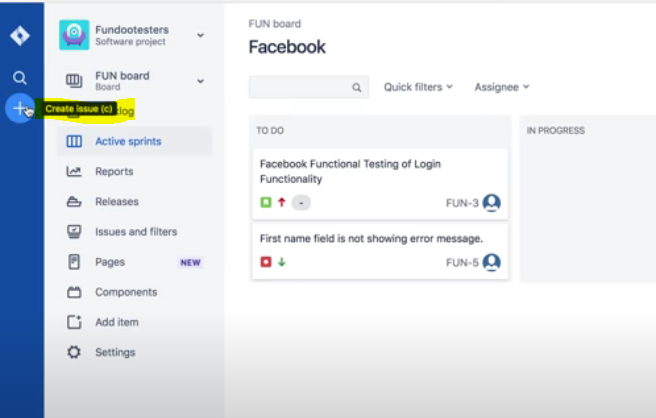 Fundootesters
Software project
FUN board
Board
Create issue (c)
log
Active sprints
Reports
Releases
Issues and filters
Pages NEW
Components
Add item
Settings
FUN board
Facebook
Quick filters
Assignee
TO DO
Facebook Functional Testing of Login
Functionality
-
FUN-3
First name field is not showing error message.
FUN-5
IN PROGRESS